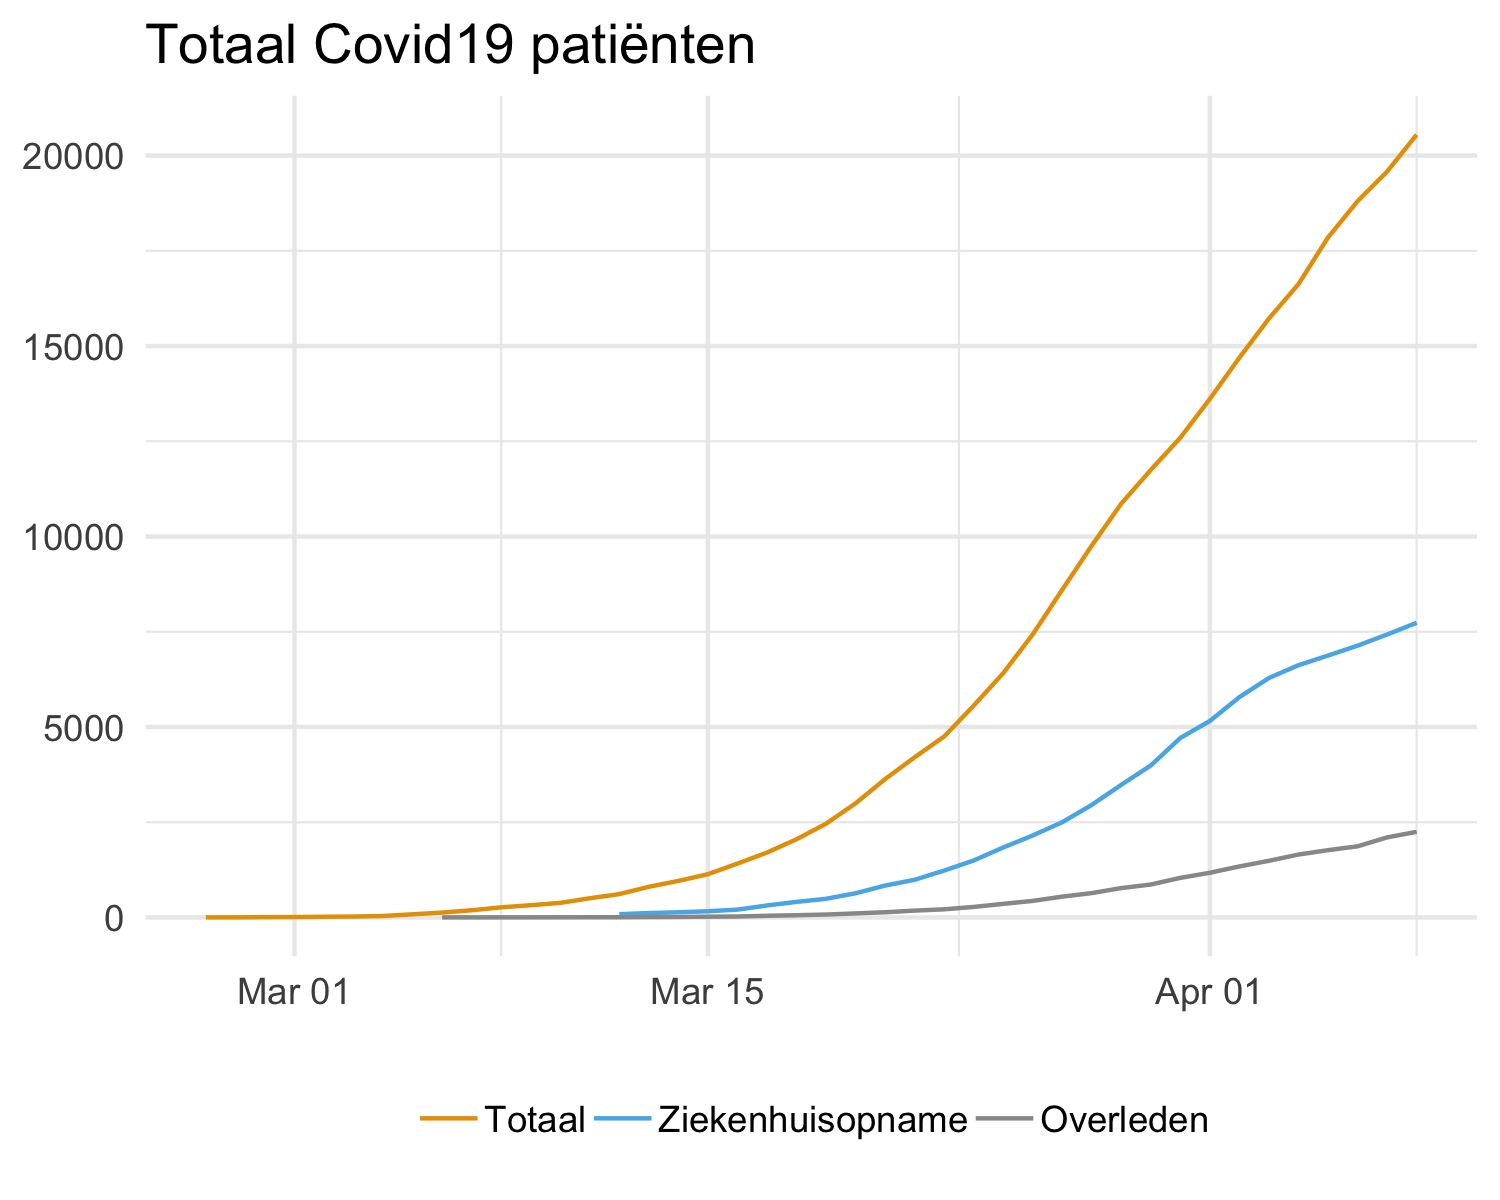 Totaal Covid19 patiënten
20000
15000
10000
5000
0
Mar 01 Mar 15 Apr 01
Totaal Ziekenhuisopname Overleden